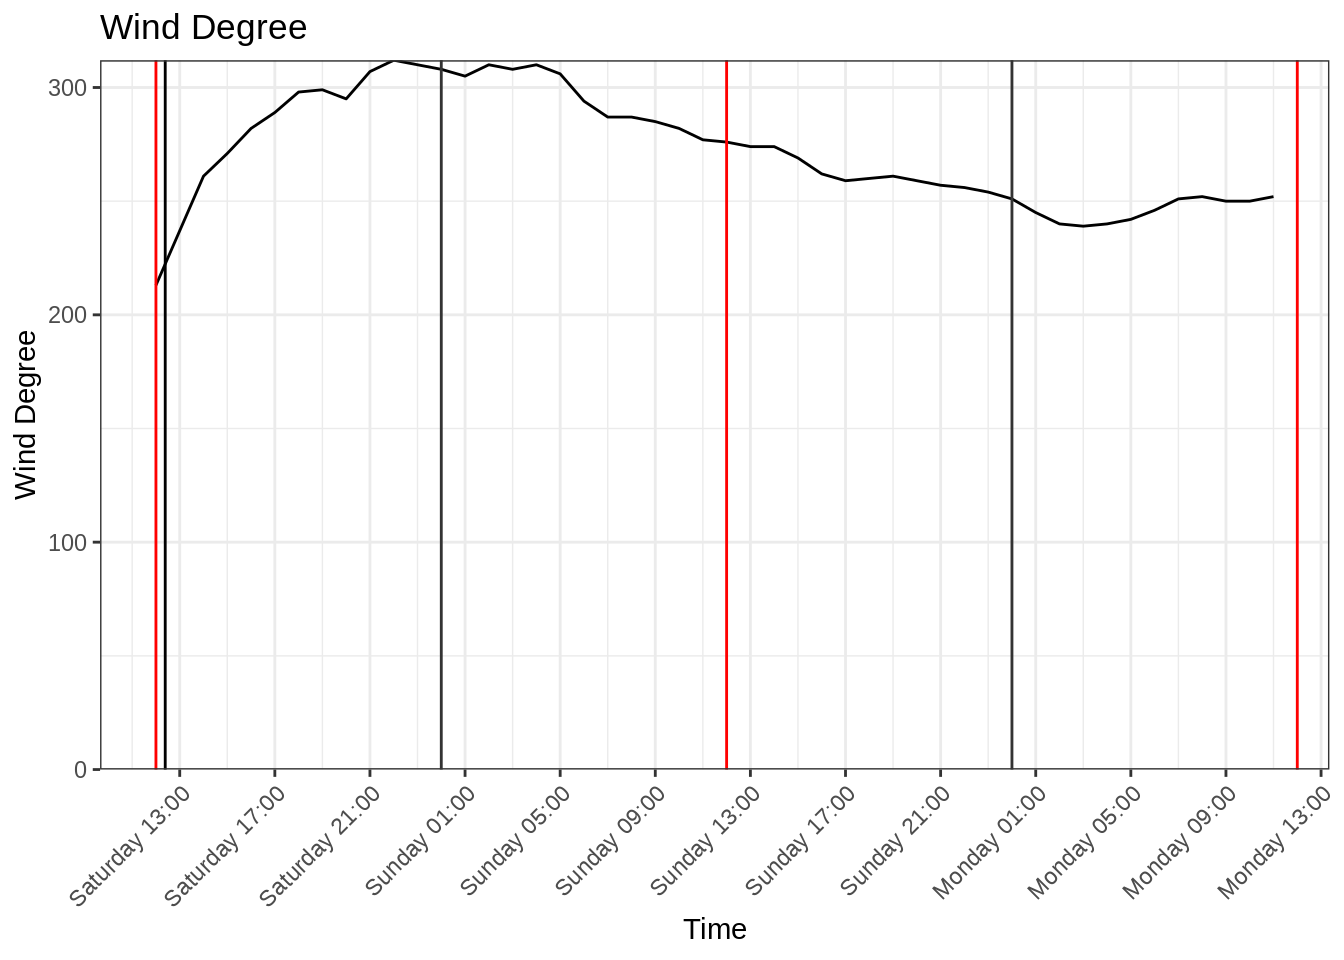 Wind Degree
Wind Degree
300
200
100
0
Saturday 13:00
Saturday 17:00
Saturday 21:00
Sunday 01:00
Sunday 05:00
Sunday 09:00
Sunday 13:00
Sunday 17:00
Sunday 21:00
Monday 01:00
Monday 05:00
Monday 09:00
Monday 13:00
Time